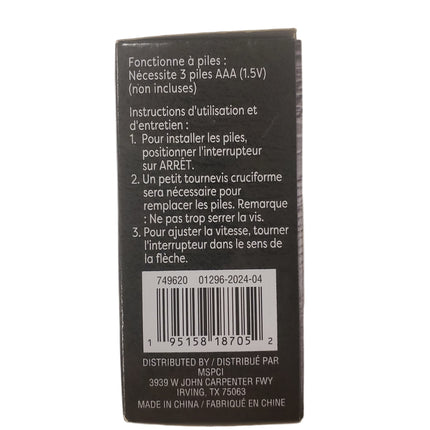 Fonctionne à piles :
Nécessite 3 piles AAA (1.5V)
(non incluses)
Instructions d'utilisation et
d'entretien :
1. Pour installer les piles,
positionner l'interrupteur
sur ARRÊT.
2. Un petit tournevis cruciforme
sera nécessaire pour
remplacer les piles. Remarque
: Ne pas trop serrer la vis.
3. Pour ajuster la vitesse, tourner
l'interrupteur dans le sens de
la flèche.
749620 01296-2024-04
1 95158 18705 2
DISTRIBUTED BY / DISTRIBUÉ PAR
MSPCI
3939 W JOHN CARPENTER FWY
IRVING, TX 75063
MADE IN CHINA / FABRIQUÉ EN CHINE